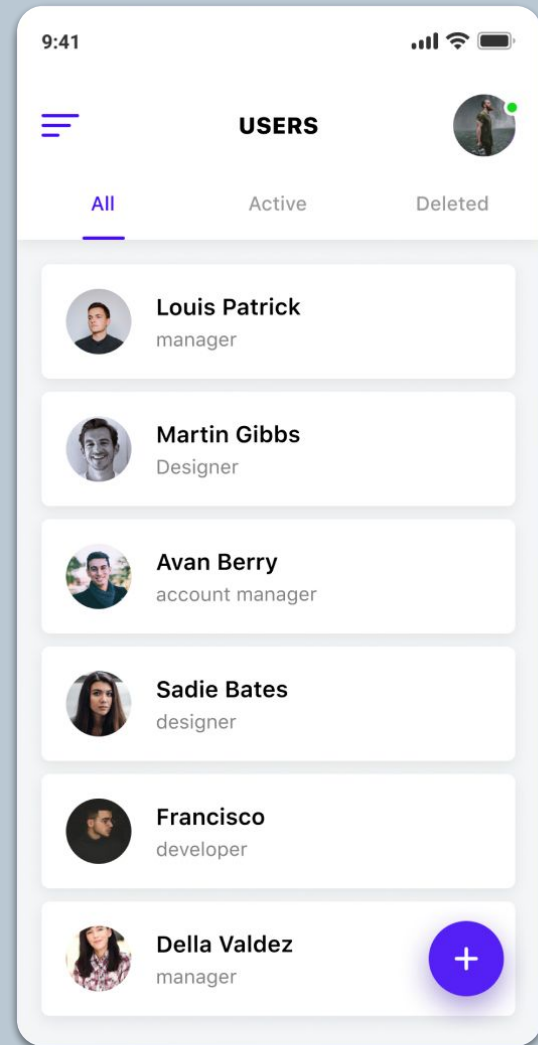 9:41
USERS
All Active Deleted
Louis Patrick
manager
Martin Gibbs
Designer
Avan Berry
account manager
Sadie Bates
designer
Francisco
developer
Della Valdez
manager